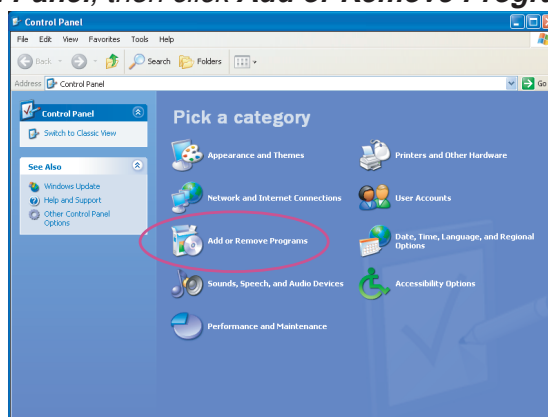 Panel, then click Add or Remove Progr
Control Panel
File Edit View Favorites Tools Help
Back Search Folders
Address Control Panel Go
Control Panel
Switch to Classic View
See Also
Windows Update
Help and Support
Other Control Panel
Options
Pick a category
Appearance and Themes
Printers and Other Hardware
Network and Internet Connections
User Accounts
Add or Remove Programs
Date, Time, Language, and Regional
Options
Sounds, Speech, and Audio Devices
Accessibility Options
Performance and Maintenance